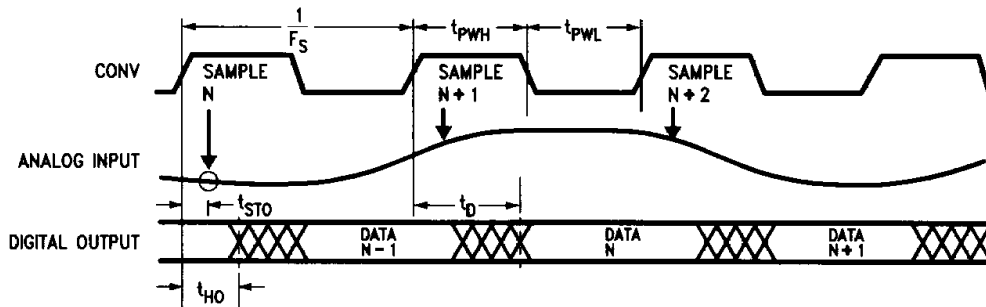 1
F_S
t_PWH
t_PWL
CONV
SAMPLE
N
SAMPLE
N + 1
SAMPLE
N + 2
ANALOG INPUT
t_STO
t_D
DIGITAL OUTPUT
DATA
N - 1
DATA
N
DATA
N + 1
t_HO